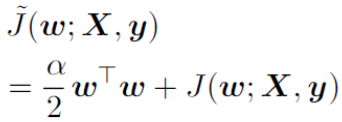 J̃(w; X, y)
= α/2 w⊤w + J(w; X, y)